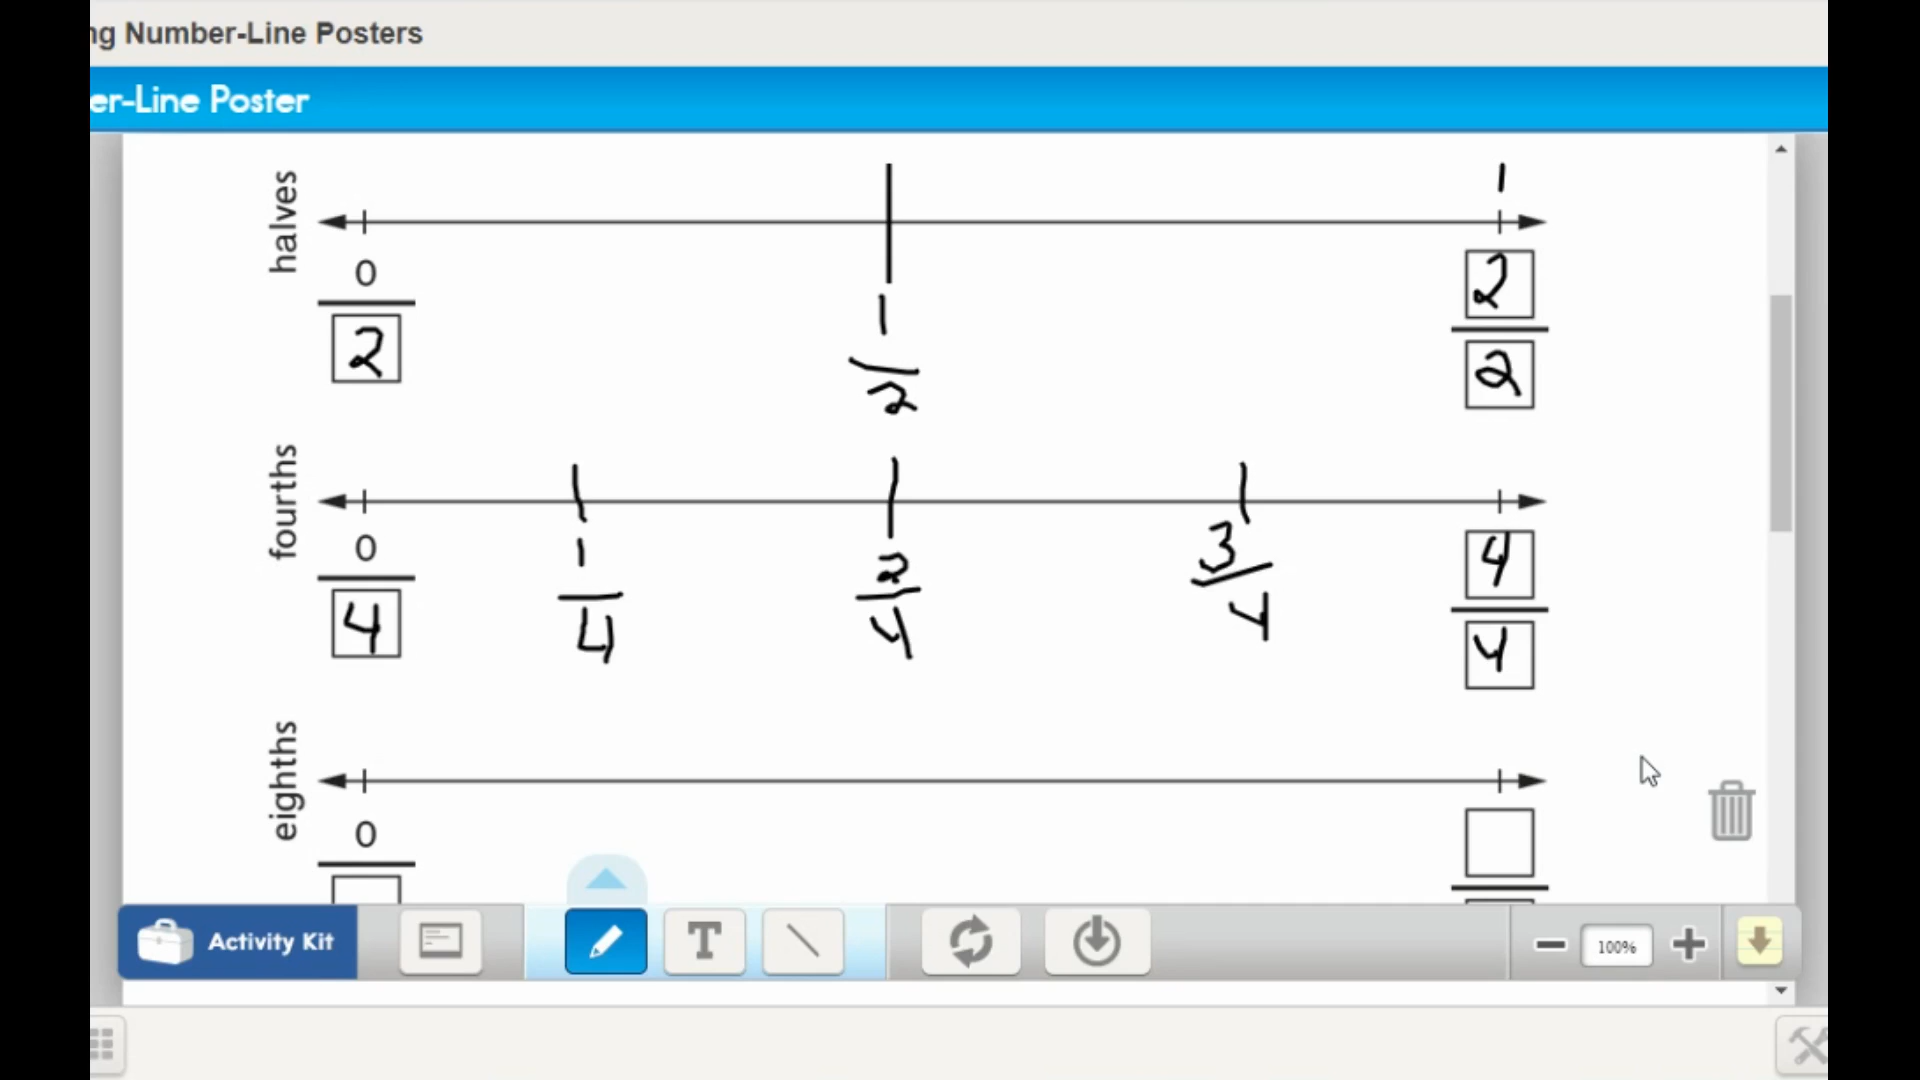 ng Number-Line Posters
er-Line Poster
halves
1
0
2
1
2
2
2
fourths
0
4
1
4
2
4
3
4
4
4
eighths
0
Activity Kit
T
100%